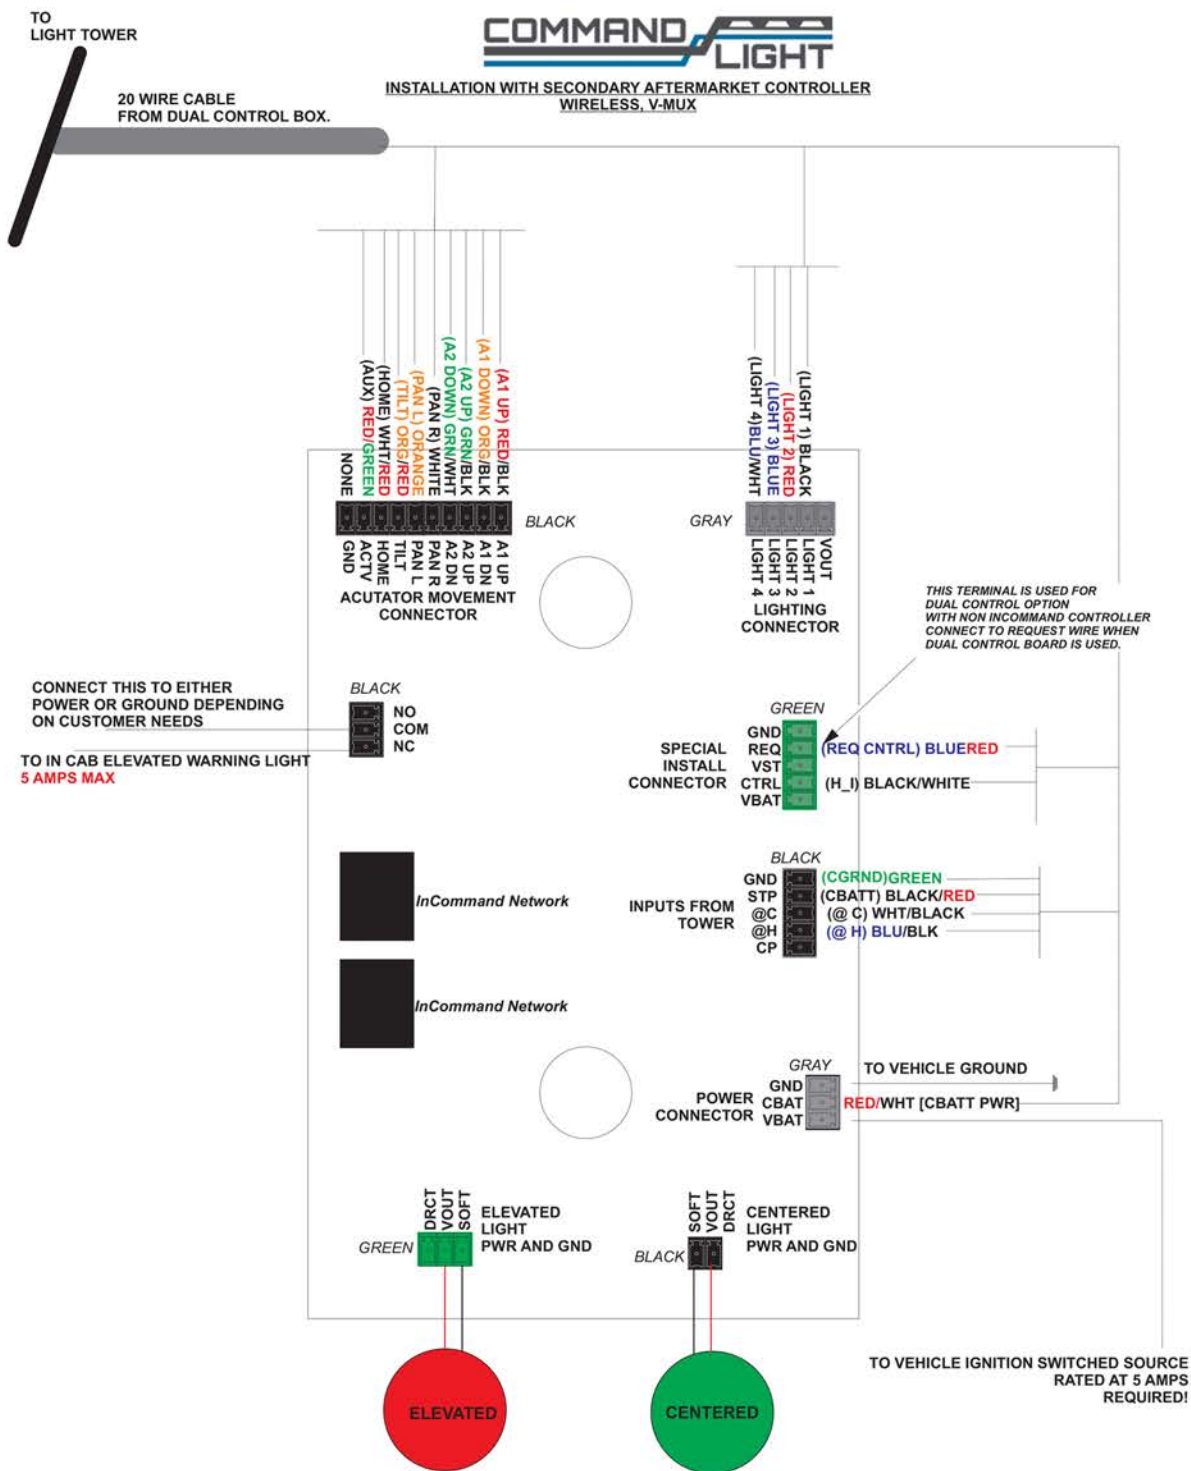 TO
LIGHT TOWER
COMMAND
LIGHT
INSTALLATION WITH SECONDARY AFTERMARKET CONTROLLER
WIRELESS, V-MUX
20 WIRE CABLE
FROM DUAL CONTROL BOX.
NONE
(AUX) RED/GREEN
(HOME) WHT/RED
(TILT) ORG/RED
(PAN L) ORANGE
(PAN R) WHITE
(A2 DOWN) GRN/WHT
(A2 UP) GRN/BLK
(A1 DOWN) ORG/BLK
(A1 UP) RED/BLK
BLACK
GND
ACTV
HOME
TILT
PAN L
PAN R
A2 DN
A2 UP
A1 DN
A1 UP
ACUTATOR MOVEMENT
CONNECTOR
(LIGHT 4)BLU/WHT
(LIGHT 3) BLUE
(LIGHT 2) RED
(LIGHT 1) BLACK
GRAY
LIGHT 4
LIGHT 3
LIGHT 2
LIGHT 1
VOUT
LIGHTING
CONNECTOR
THIS TERMINAL IS USED FOR
DUAL CONTROL OPTION
WITH NON INCOMMAND CONTROLLER
CONNECT TO REQUEST WIRE WHEN
DUAL CONTROL BOARD IS USED.
CONNECT THIS TO EITHER
POWER OR GROUND DEPENDING
ON CUSTOMER NEEDS
BLACK
NO
COM
NC
TO IN CAB ELEVATED WARNING LIGHT
5 AMPS MAX
GREEN
SPECIAL
INSTALL
CONNECTOR
GND
REQ
VST
CTRL
VBAT
(REQ CNTRL) BLUERED
(H_I) BLACK/WHITE
BLACK
INPUTS FROM
TOWER
GND
STP
@C
@H
CP
(CGRND)GREEN
(CBATT) BLACK/RED
(@ C) WHT/BLACK
(@ H) BLU/BLK
InCommand Network
InCommand Network
GRAY
POWER
CONNECTOR
GND
CBAT
VBAT
TO VEHICLE GROUND
RED/WHT [CBATT PWR]
DRCT
VOUT
SOFT
ELEVATED
LIGHT
PWR AND GND
GREEN
SOFT
VOUT
DRCT
CENTERED
LIGHT
PWR AND GND
BLACK
TO VEHICLE IGNITION SWITCHED SOURCE
RATED AT 5 AMPS
REQUIRED!
ELEVATED
CENTERED